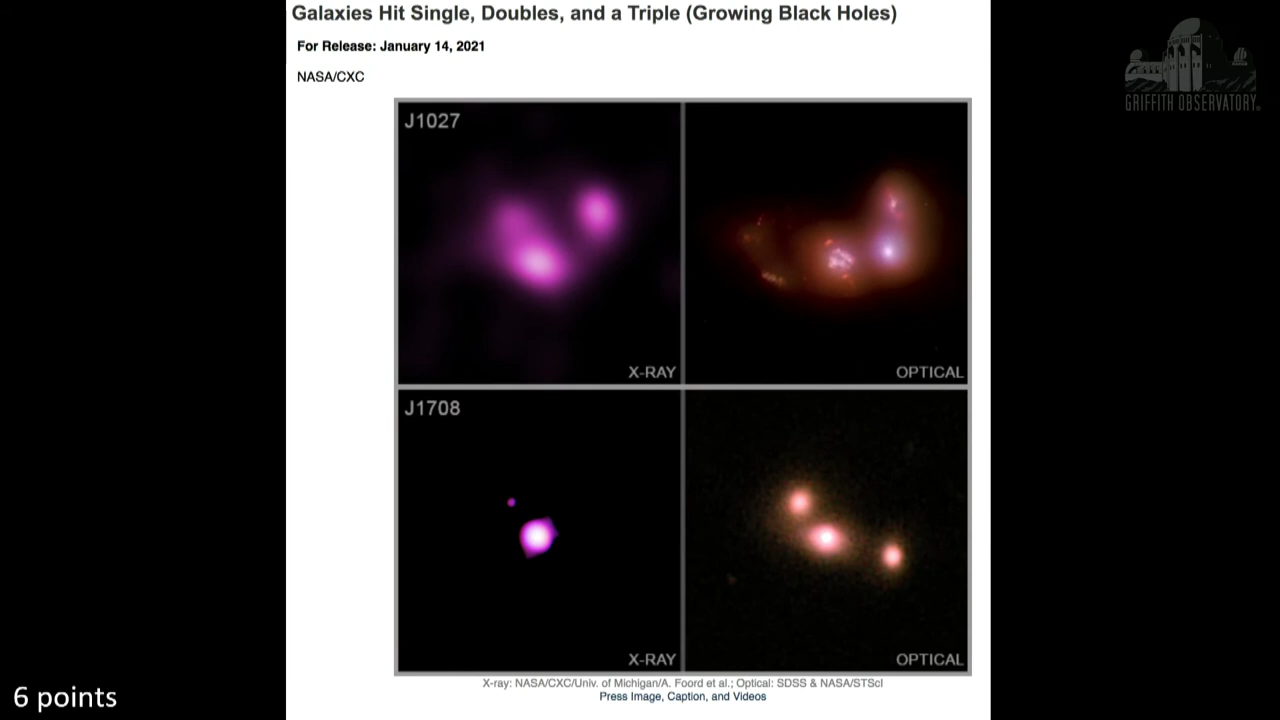 Galaxies Hit Single, Doubles, and a Triple (Growing Black Holes)
For Release: January 14, 2021
NASA/CXC
GRIFFITH OBSERVATORY
J1027
X-RAY
OPTICAL
J1708
X-RAY
OPTICAL
X-ray: NASA/CXC/Univ. of Michigan/A. Foord et al.; Optical: SDSS & NASA/STScI
Press Image, Caption, and Videos
6 points